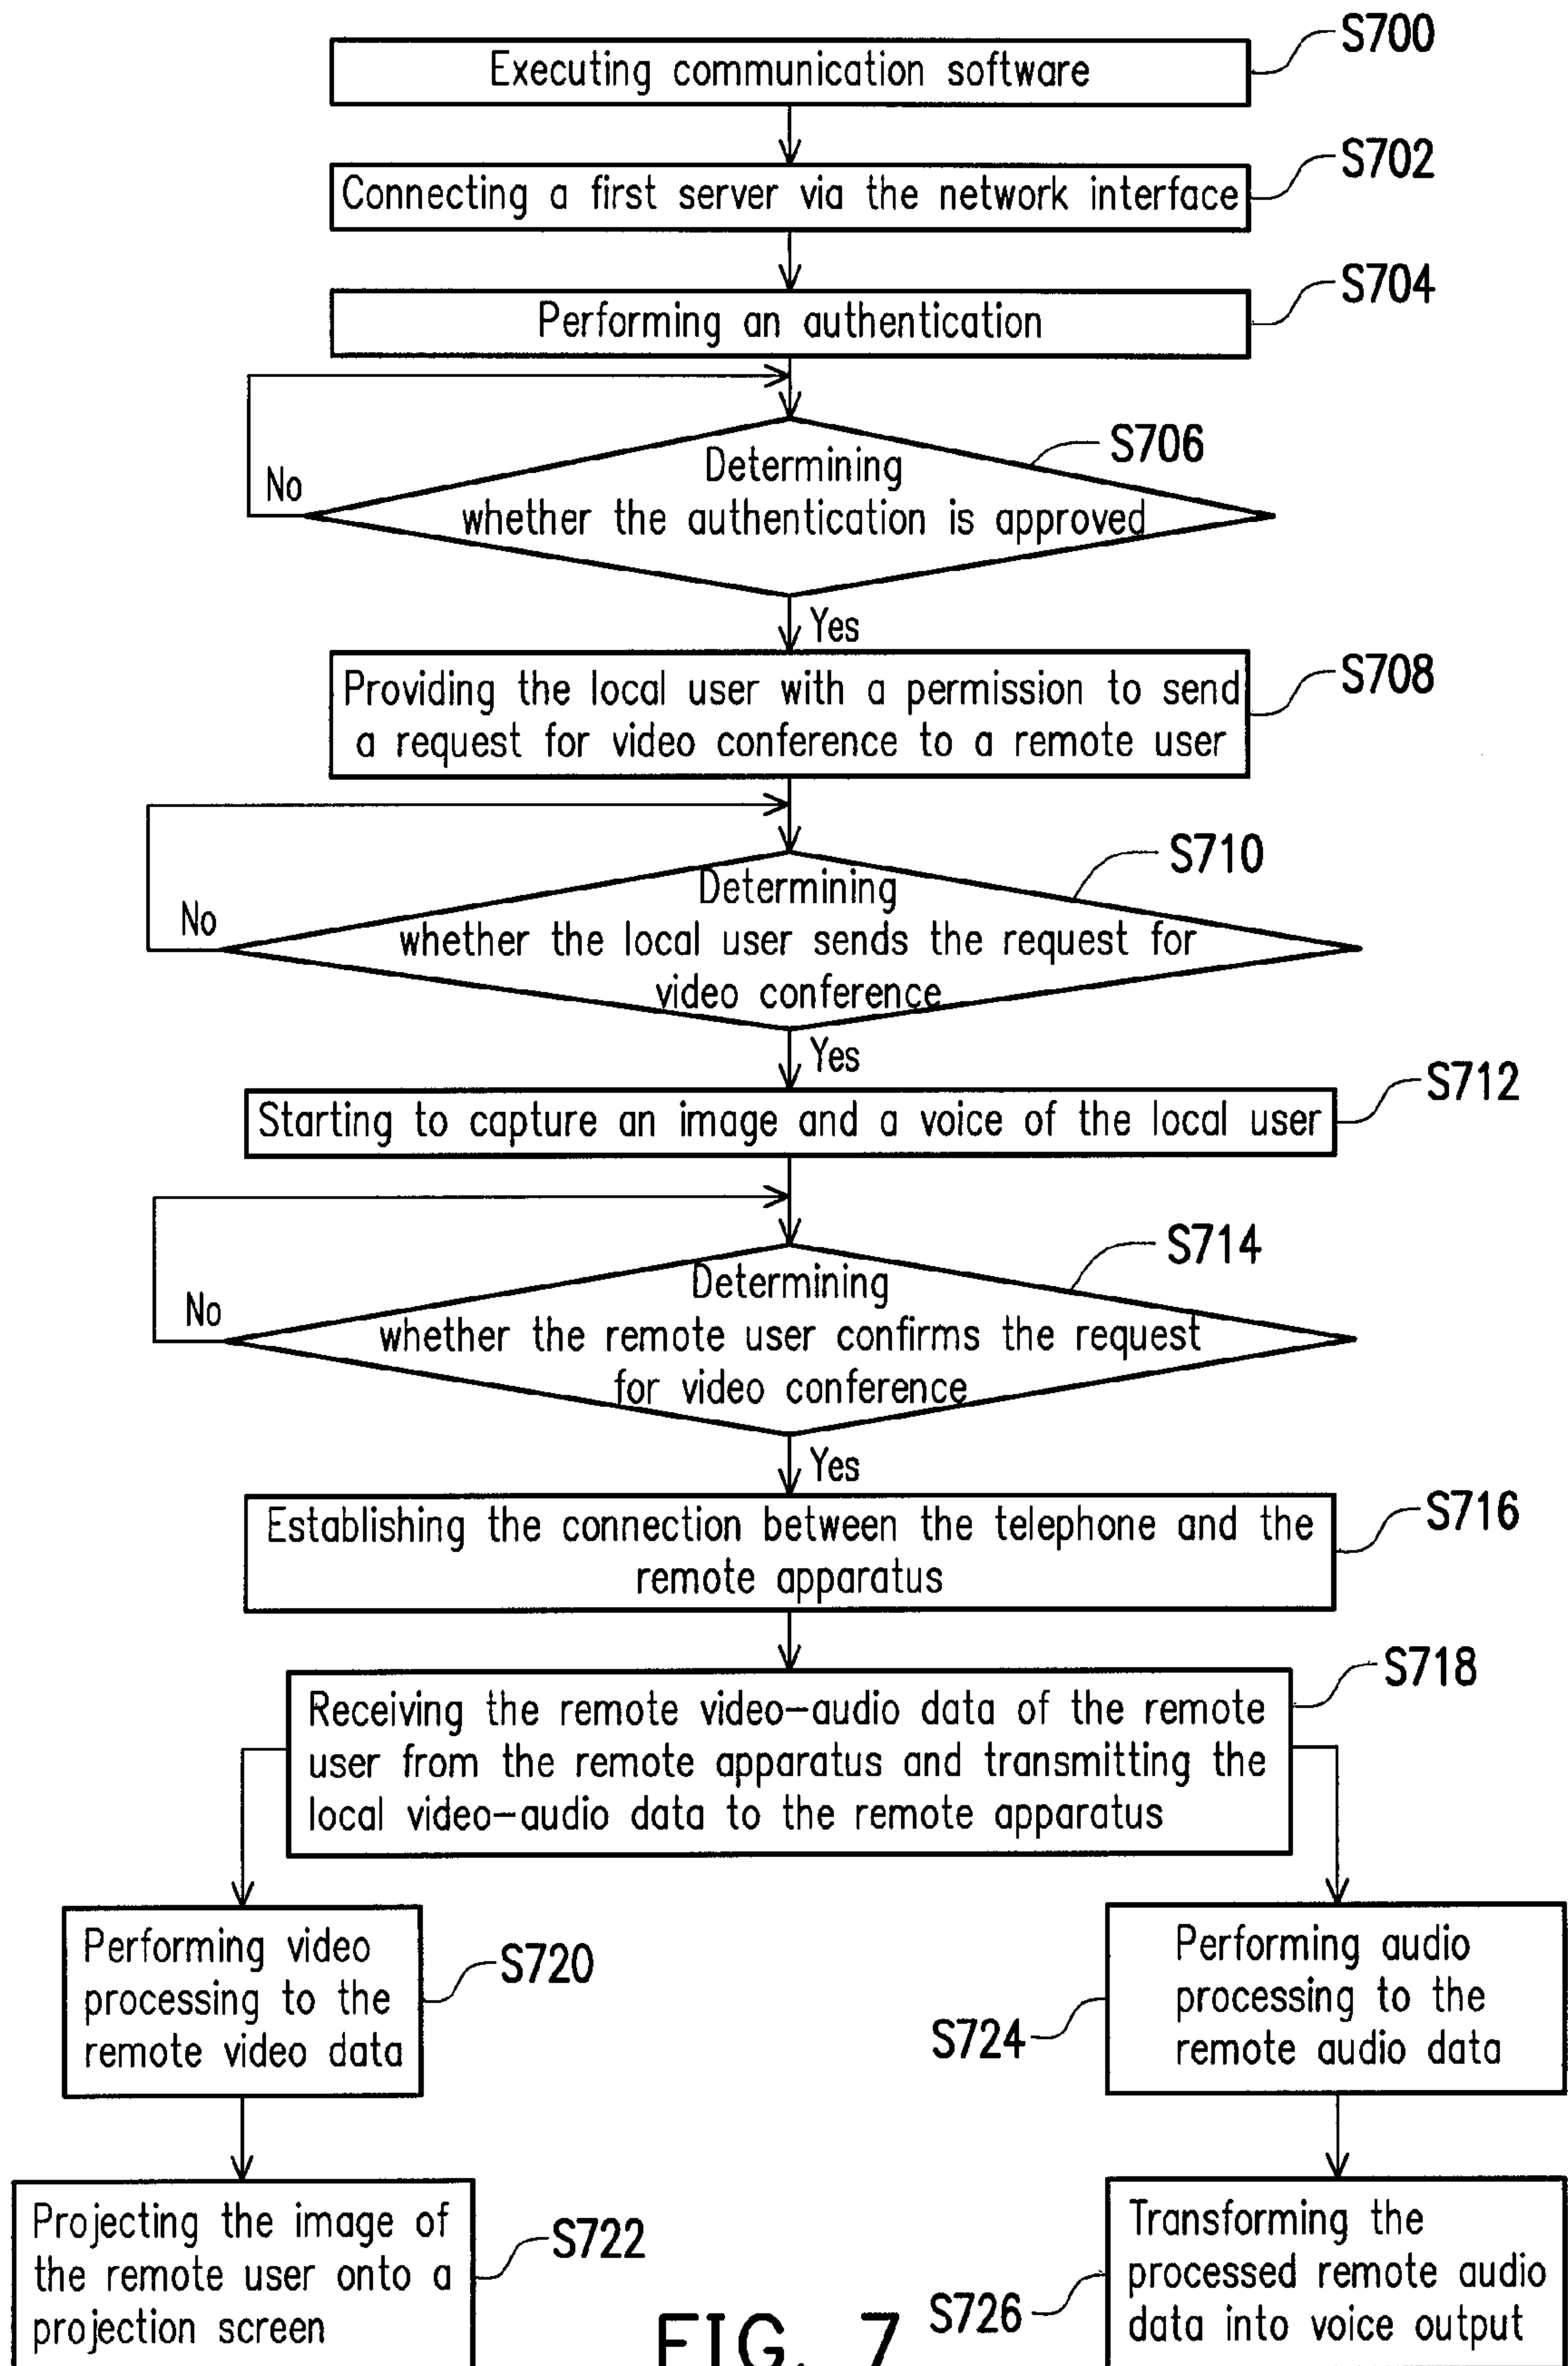 S700
Executing communication software
S702
Connecting a first server via the network interface
S704
Performing an authentication
S706
Determining
No
whether the authentication is approved
Yes
S708
Providing the local user with a permission to send
a request for video conference to a remote user
S710
Determining
No
whether the local user sends the request for
video conference
Yes
S712
Starting to capture an image and a voice of the local user
S714
Determining
No
whether the remote user confirms the request
for video conference
Yes
S716
Establishing the connection between the telephone and the
remote apparatus
S718
Receiving the remote video-audio data of the remote
user from the remote apparatus and transmitting the
local video-audio data to the remote apparatus
Performing video
processing to the
remote video data
S720
S724
Performing audio
processing to the
remote audio data
Projecting the image of
the remote user onto a
projection screen
S722
S726
Transforming the
processed remote audio
data into voice output
FIG. 7